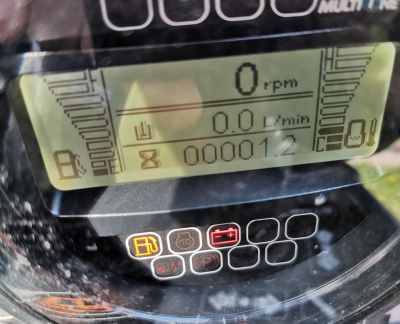 MULTI
0 rpm
0.0 L/min
00001.2
(P)